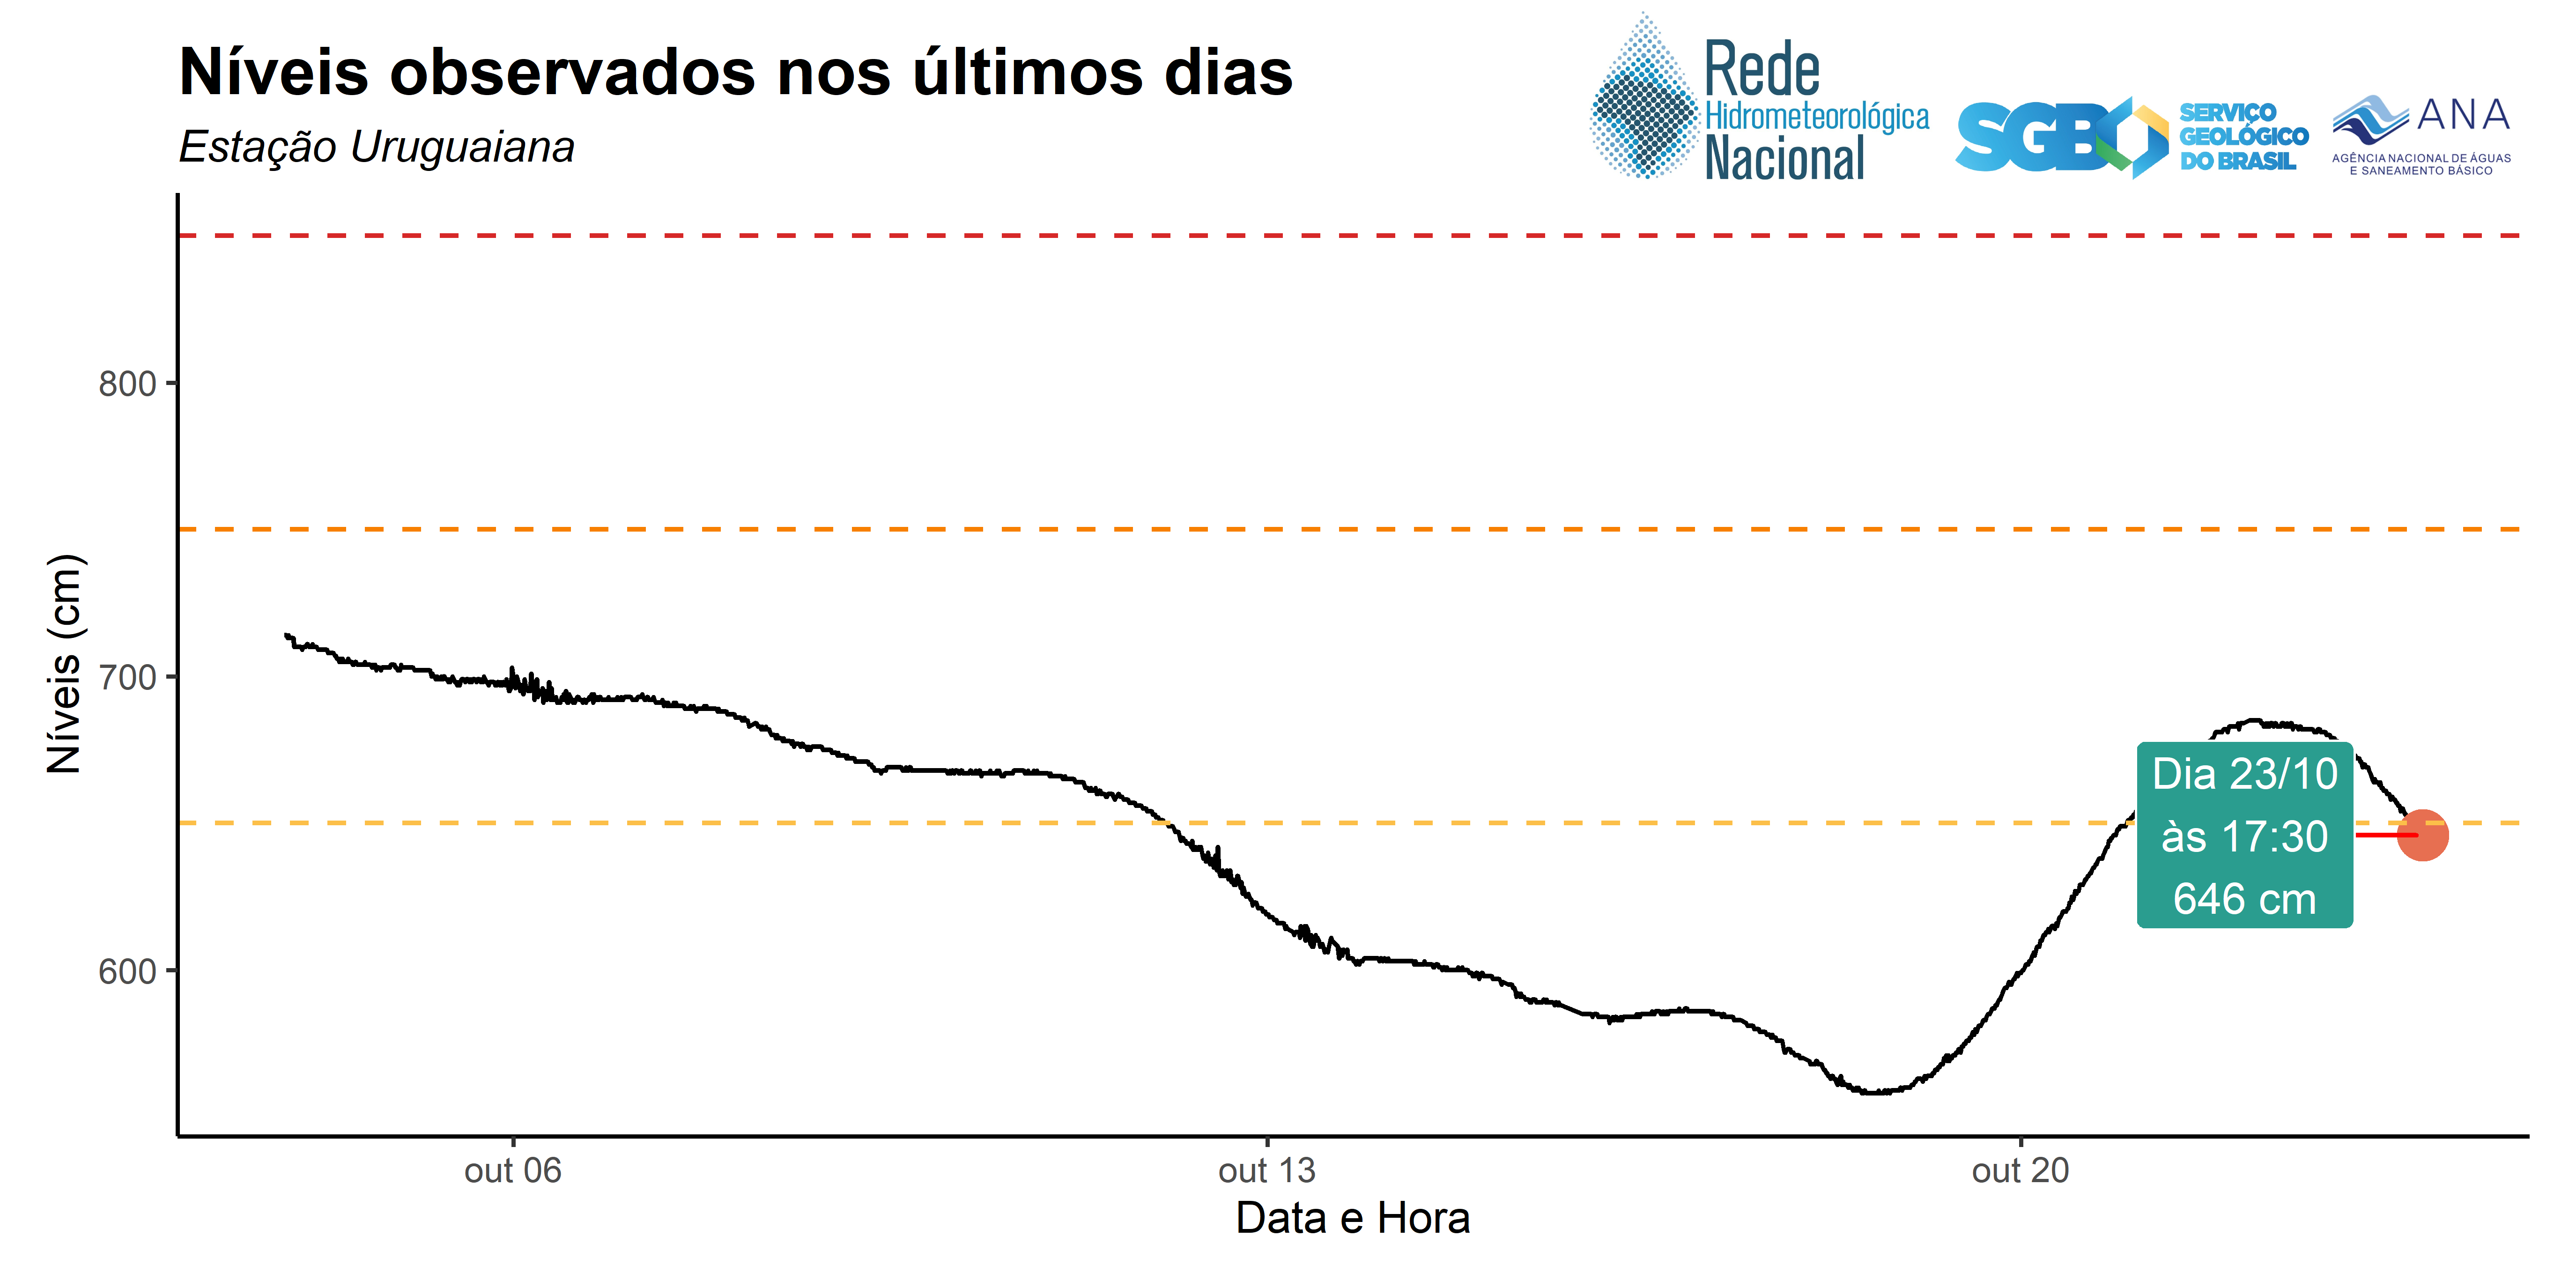 Níveis observados nos últimos dias
Estação Uruguaiana
Rede
Hidrometeorológica
Nacional
SGB
SERVIÇO
GEOLÓGICO
DO BRASIL
ANA
AGÊNCIA NACIONAL DE ÁGUAS
E SANEAMENTO BÁSICO
Níveis (cm)
800
700
600
Dia 23/10
às 17:30
646 cm
out 06
out 13
out 20
Data e Hora